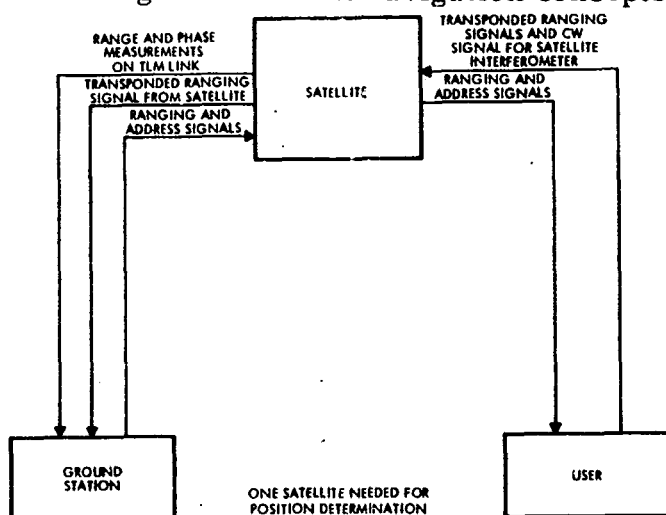 RANGE AND PHASE
MEASUREMENTS
ON TLM LINK
TRANSPONDED RANGING
SIGNAL FROM SATELLITE
RANGING AND
ADDRESS SIGNALS
SATELLITE
TRANSPONDED RANGING
SIGNALS AND CW
SIGNAL FOR SATELLITE
INTERFEROMETER
RANGING AND
ADDRESS SIGNALS
GROUND
STATION
ONE SATELLITE NEEDED FOR
POSITION DETERMINATION
USER